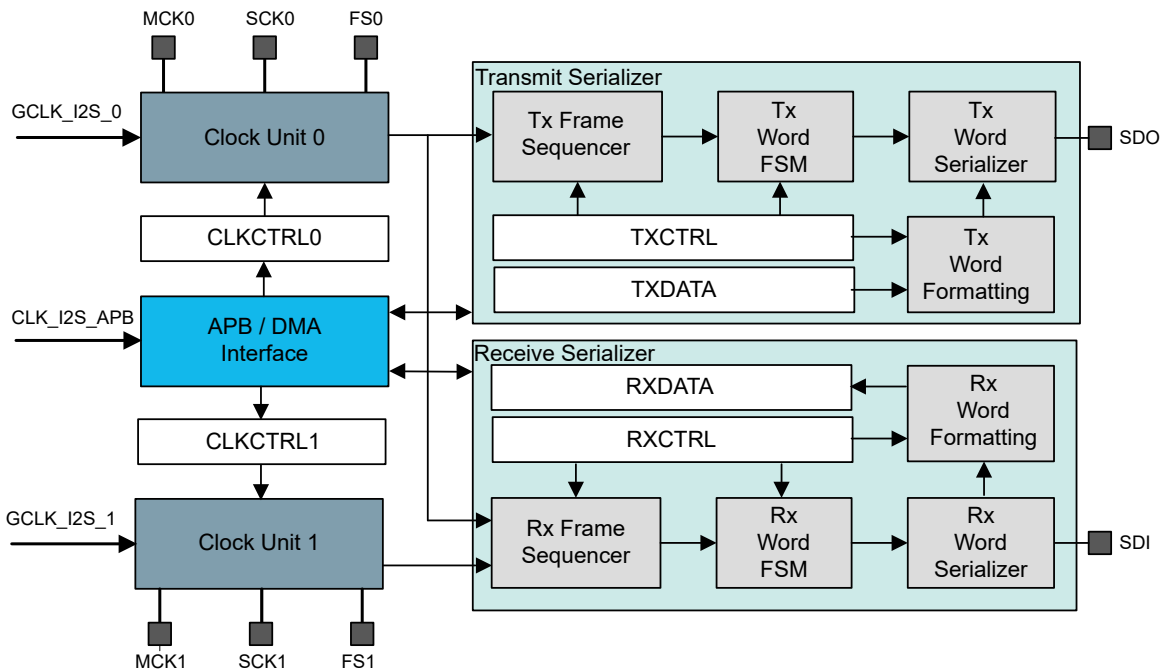 MCK0
SCK0
FS0
GCLK_I2S_0
Clock Unit 0
CLKCTRL0
CLK_I2S_APB
APB / DMA
Interface
CLKCTRL1
GCLK_I2S_1
Clock Unit 1
MCK1
SCK1
FS1
Transmit Serializer
Tx Frame
Sequencer
Tx
Word
FSM
Tx
Word
Serializer
SDO
TXCTRL
TXDATA
Tx
Word
Formatting
Receive Serializer
RXDATA
RXCTRL
Rx
Word
Formatting
Rx Frame
Sequencer
Rx
Word
FSM
Rx
Word
Serializer
SDI